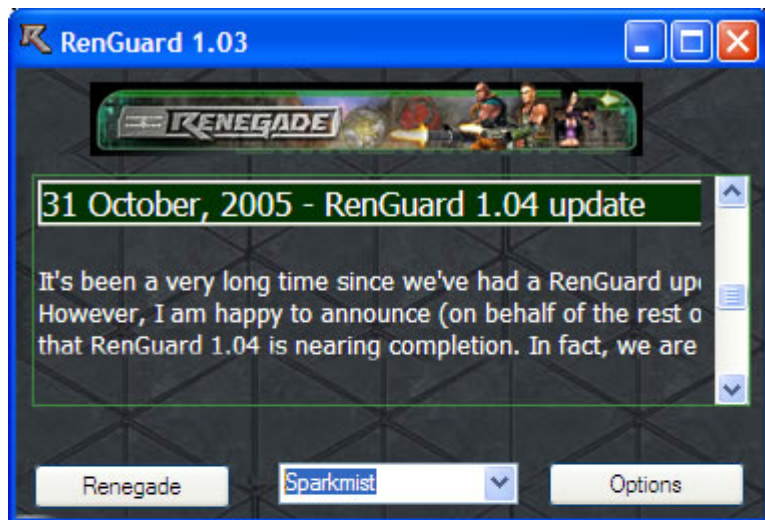 RenGuard 1.03
RENEGADE
31 October, 2005 - RenGuard 1.04 update
It's been a very long time since we've had a RenGuard
However, I am happy to announce (on behalf of the rest
that RenGuard 1.04 is nearing completion. In fact, we are
Renegade
Sparkmist
Options